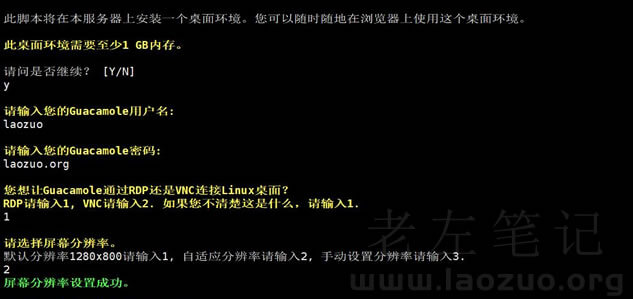 此脚本将在本服务器上安装一个桌面环境。您可以随时随地在浏览器上使用这个桌面环境。
此桌面环境需要至少1 GB内存。
请问是否继续? [Y/N]
y
请输入您的Guacamole用户名:
laozuo
请输入您的Guacamole密码:
laozuo.org
您想让Guacamole通过RDP还是VNC连接Linux桌面?
RDP请输入1, VNC请输入2. 如果您不清楚这是什么，请输入1.
1
请选择屏幕分辨率。
默认分辨率1280x800请输入1, 自适应分辨率请输入2, 手动设置分辨率请输入3.
2
屏幕分辨率设置成功。
老左笔记
www.laozuo.org